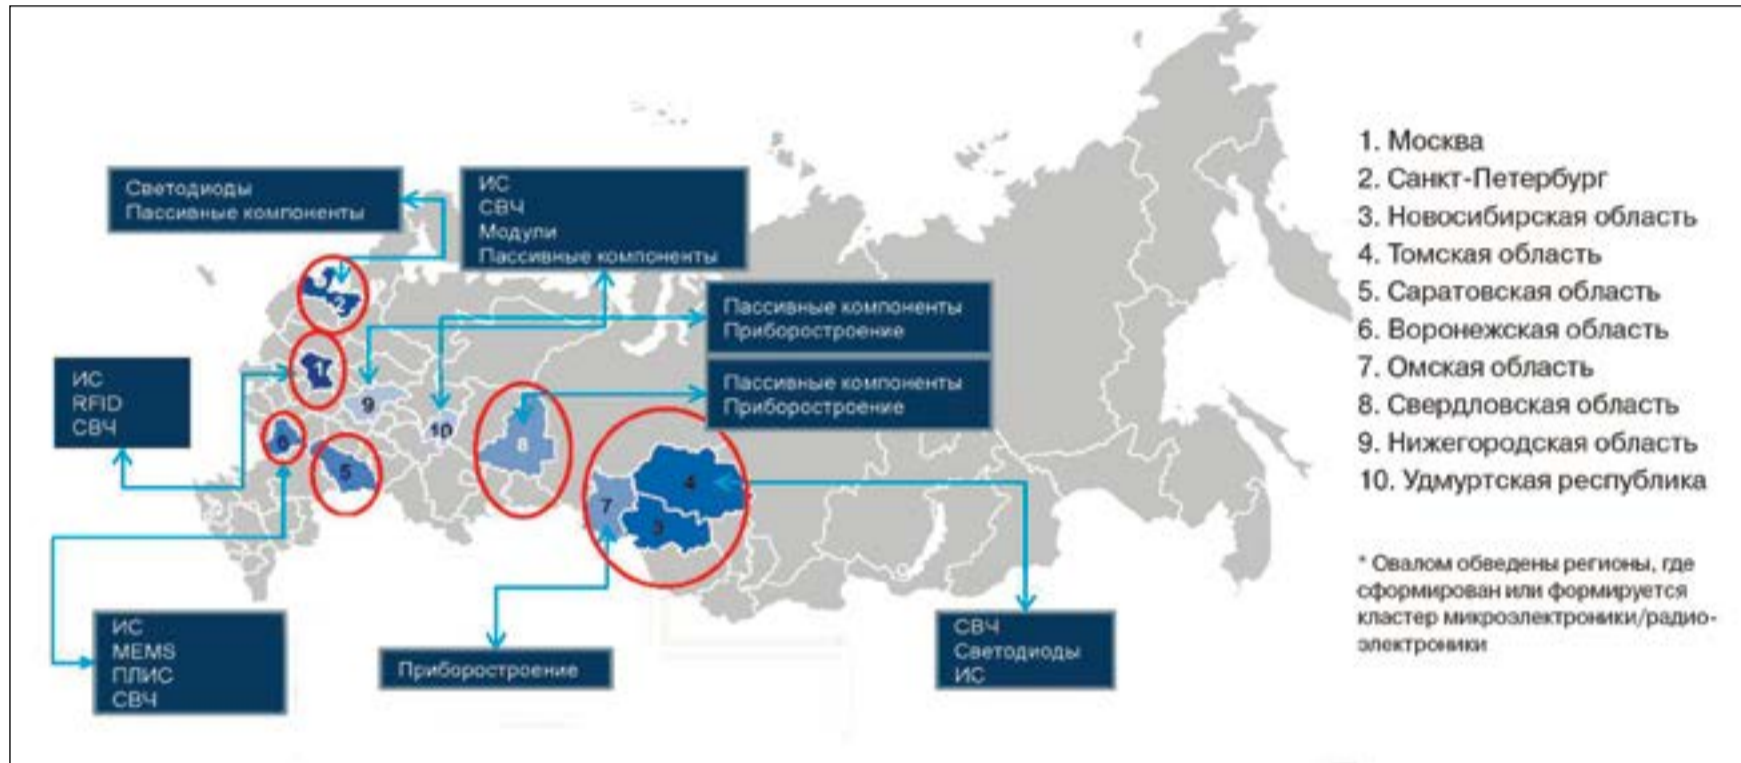 Светодиоды
Пассивные компоненты
ИС
СВЧ
Модули
Пассивные компоненты
Пассивные компоненты
Приборостроение
Пассивные компоненты
Приборостроение
ИС
RFID
СВЧ
ИС
MEMS
ПЛИС
СВЧ
Приборостроение
СВЧ
Светодиоды
ИС
2
1
9
10
6
5
8
4
7
3
1. Москва
2. Санкт-Петербург
3. Новосибирская область
4. Томская область
5. Саратовская область
6. Воронежская область
7. Омская область
8. Свердловская область
9. Нижегородская область
10. Удмуртская республика
* Овалом обведены регионы, где
сформирован или формируется
кластер микроэлектроники/радио-
электроники